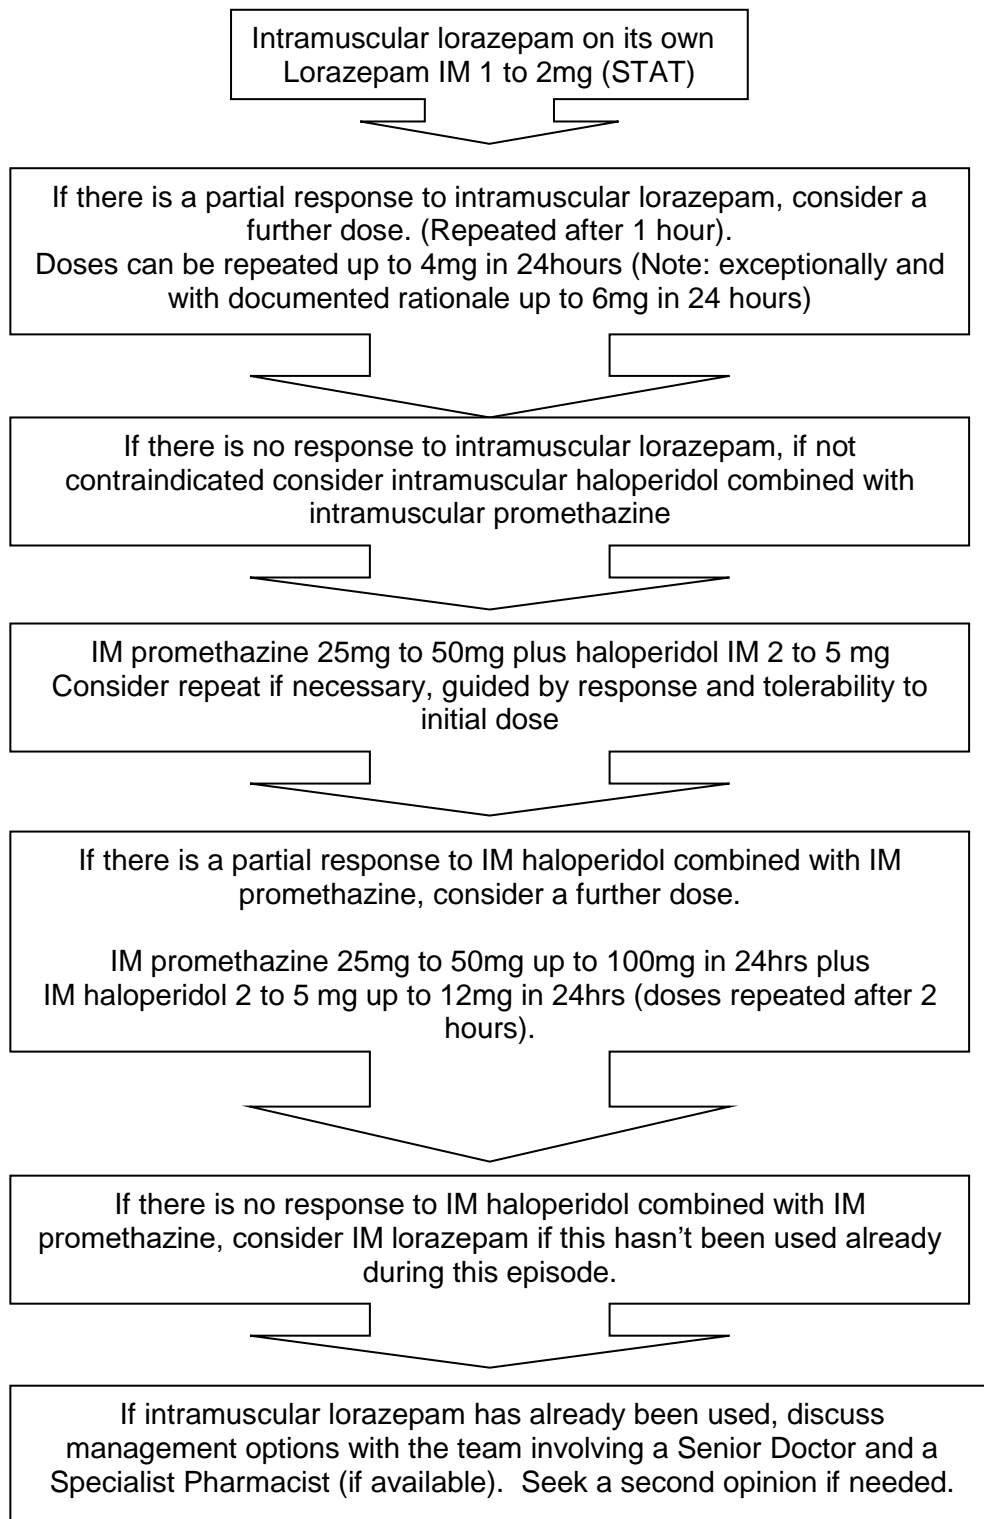 Intramuscular lorazepam on its own
Lorazepam IM 1 to 2mg (STAT)
If there is a partial response to intramuscular lorazepam, consider a
further dose. (Repeated after 1 hour).
Doses can be repeated up to 4mg in 24hours (Note: exceptionally and
with documented rationale up to 6mg in 24 hours)
If there is no response to intramuscular lorazepam, if not
contraindicated consider intramuscular haloperidol combined with
intramuscular promethazine
IM promethazine 25mg to 50mg plus haloperidol IM 2 to 5 mg
Consider repeat if necessary, guided by response and tolerability to
initial dose
If there is a partial response to IM haloperidol combined with IM
promethazine, consider a further dose.
IM promethazine 25mg to 50mg up to 100mg in 24hrs plus
IM haloperidol 2 to 5 mg up to 12mg in 24hrs (doses repeated after 2
hours).
If there is no response to IM haloperidol combined with IM
promethazine, consider IM lorazepam if this hasn’t been used already
during this episode.
If intramuscular lorazepam has already been used, discuss
management options with the team involving a Senior Doctor and a
Specialist Pharmacist (if available).  Seek a second opinion if needed.